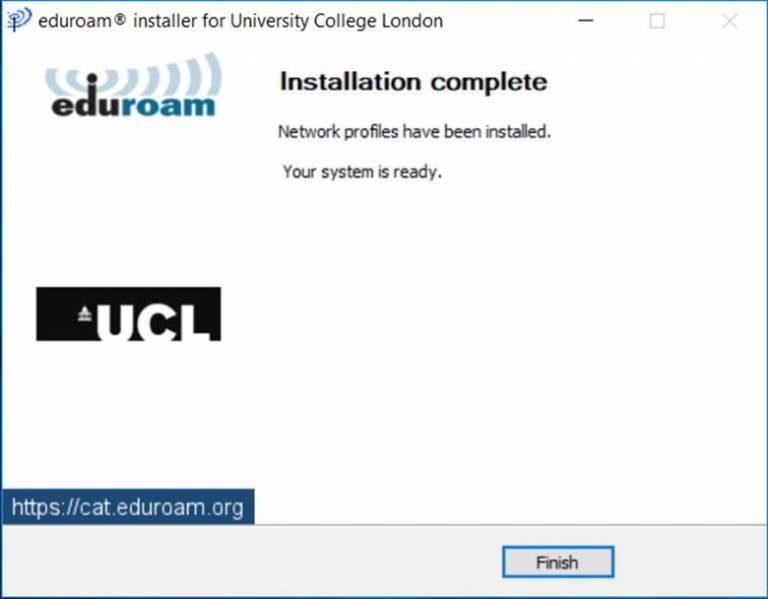 eduroam® installer for University College London
eduroam
Installation complete
Network profiles have been installed.
Your system is ready.
UCL
https://cat.eduroam.org
Finish